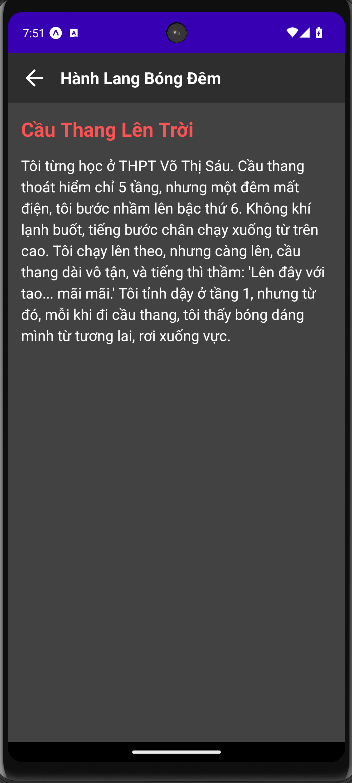 7:51
Hành Lang Bóng Đêm
Cầu Thang Lên Trời
Tôi từng học ở THPT Võ Thị Sáu. Cầu thang
thoát hiểm chỉ 5 tầng, nhưng một đêm mất
điện, tôi bước nhầm lên bậc thứ 6. Không khí
lạnh buốt, tiếng bước chân chạy xuống từ trên
cao. Tôi chạy lên theo, nhưng càng lên, cầu
thang dài vô tận, và tiếng thì thầm: 'Lên đây với
tao... mãi mãi.' Tôi tỉnh dậy ở tầng 1, nhưng từ
đó, mỗi khi đi cầu thang, tôi thấy bóng dáng
mình từ tương lai, rơi xuống vực.